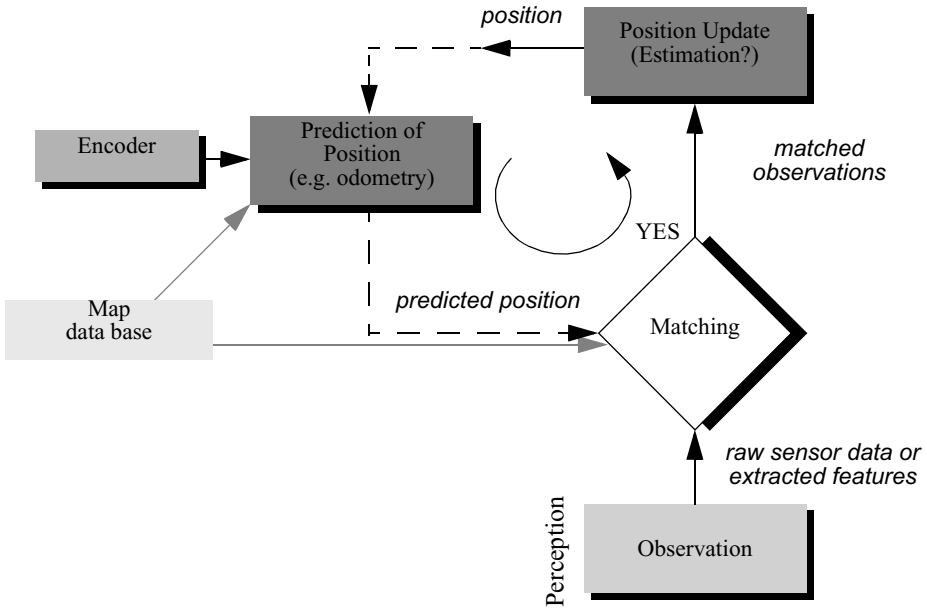 position
Position Update
(Estimation?)
Encoder
Prediction of
Position
(e.g. odometry)
matched
observations
YES
Map
data base
predicted position
Matching
raw sensor data or
extracted features
Perception
Observation